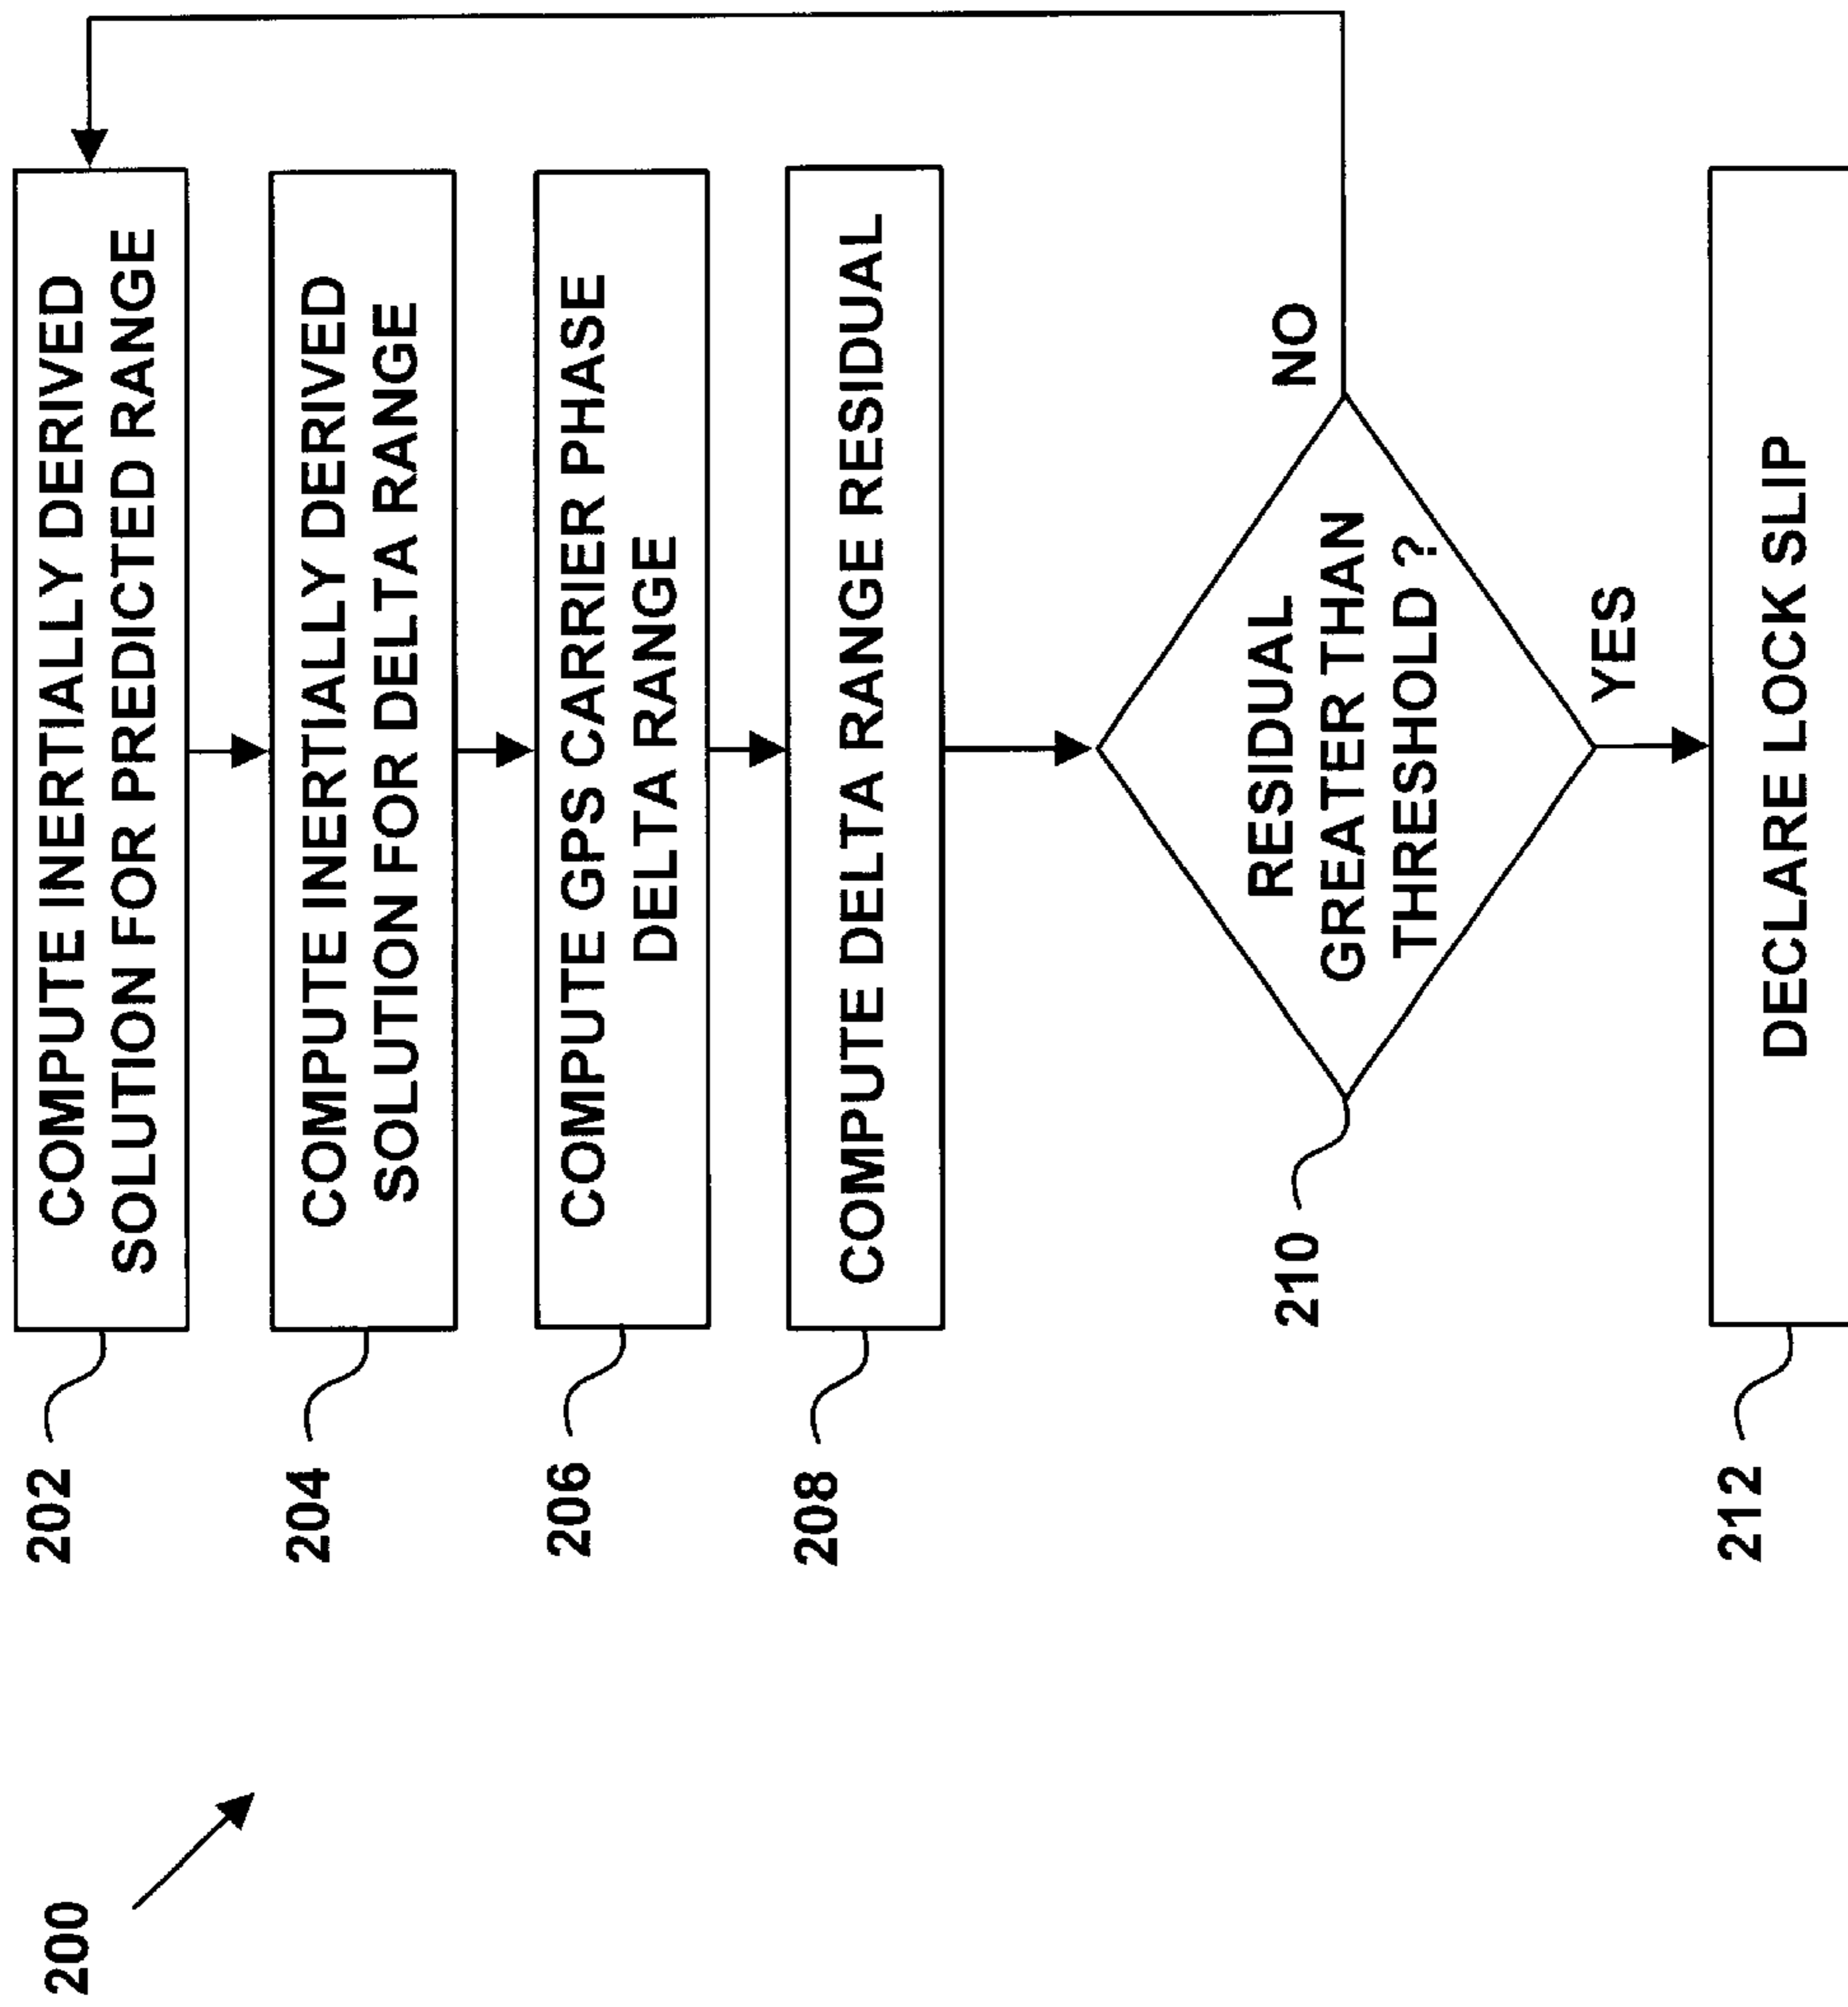 200
202
COMPUTE INERTIALLY DERIVED
SOLUTION FOR PREDICTED RANGE
204
COMPUTE INERTIALLY DERIVED
SOLUTION FOR DELTA RANGE
206
COMPUTE GPS CARRIER PHASE
DELTA RANGE
208
COMPUTE DELTA RANGE RESIDUAL
210
RESIDUAL
GREATER THAN
THRESHOLD ?
NO
YES
212
DECLARE LOCK SLIP